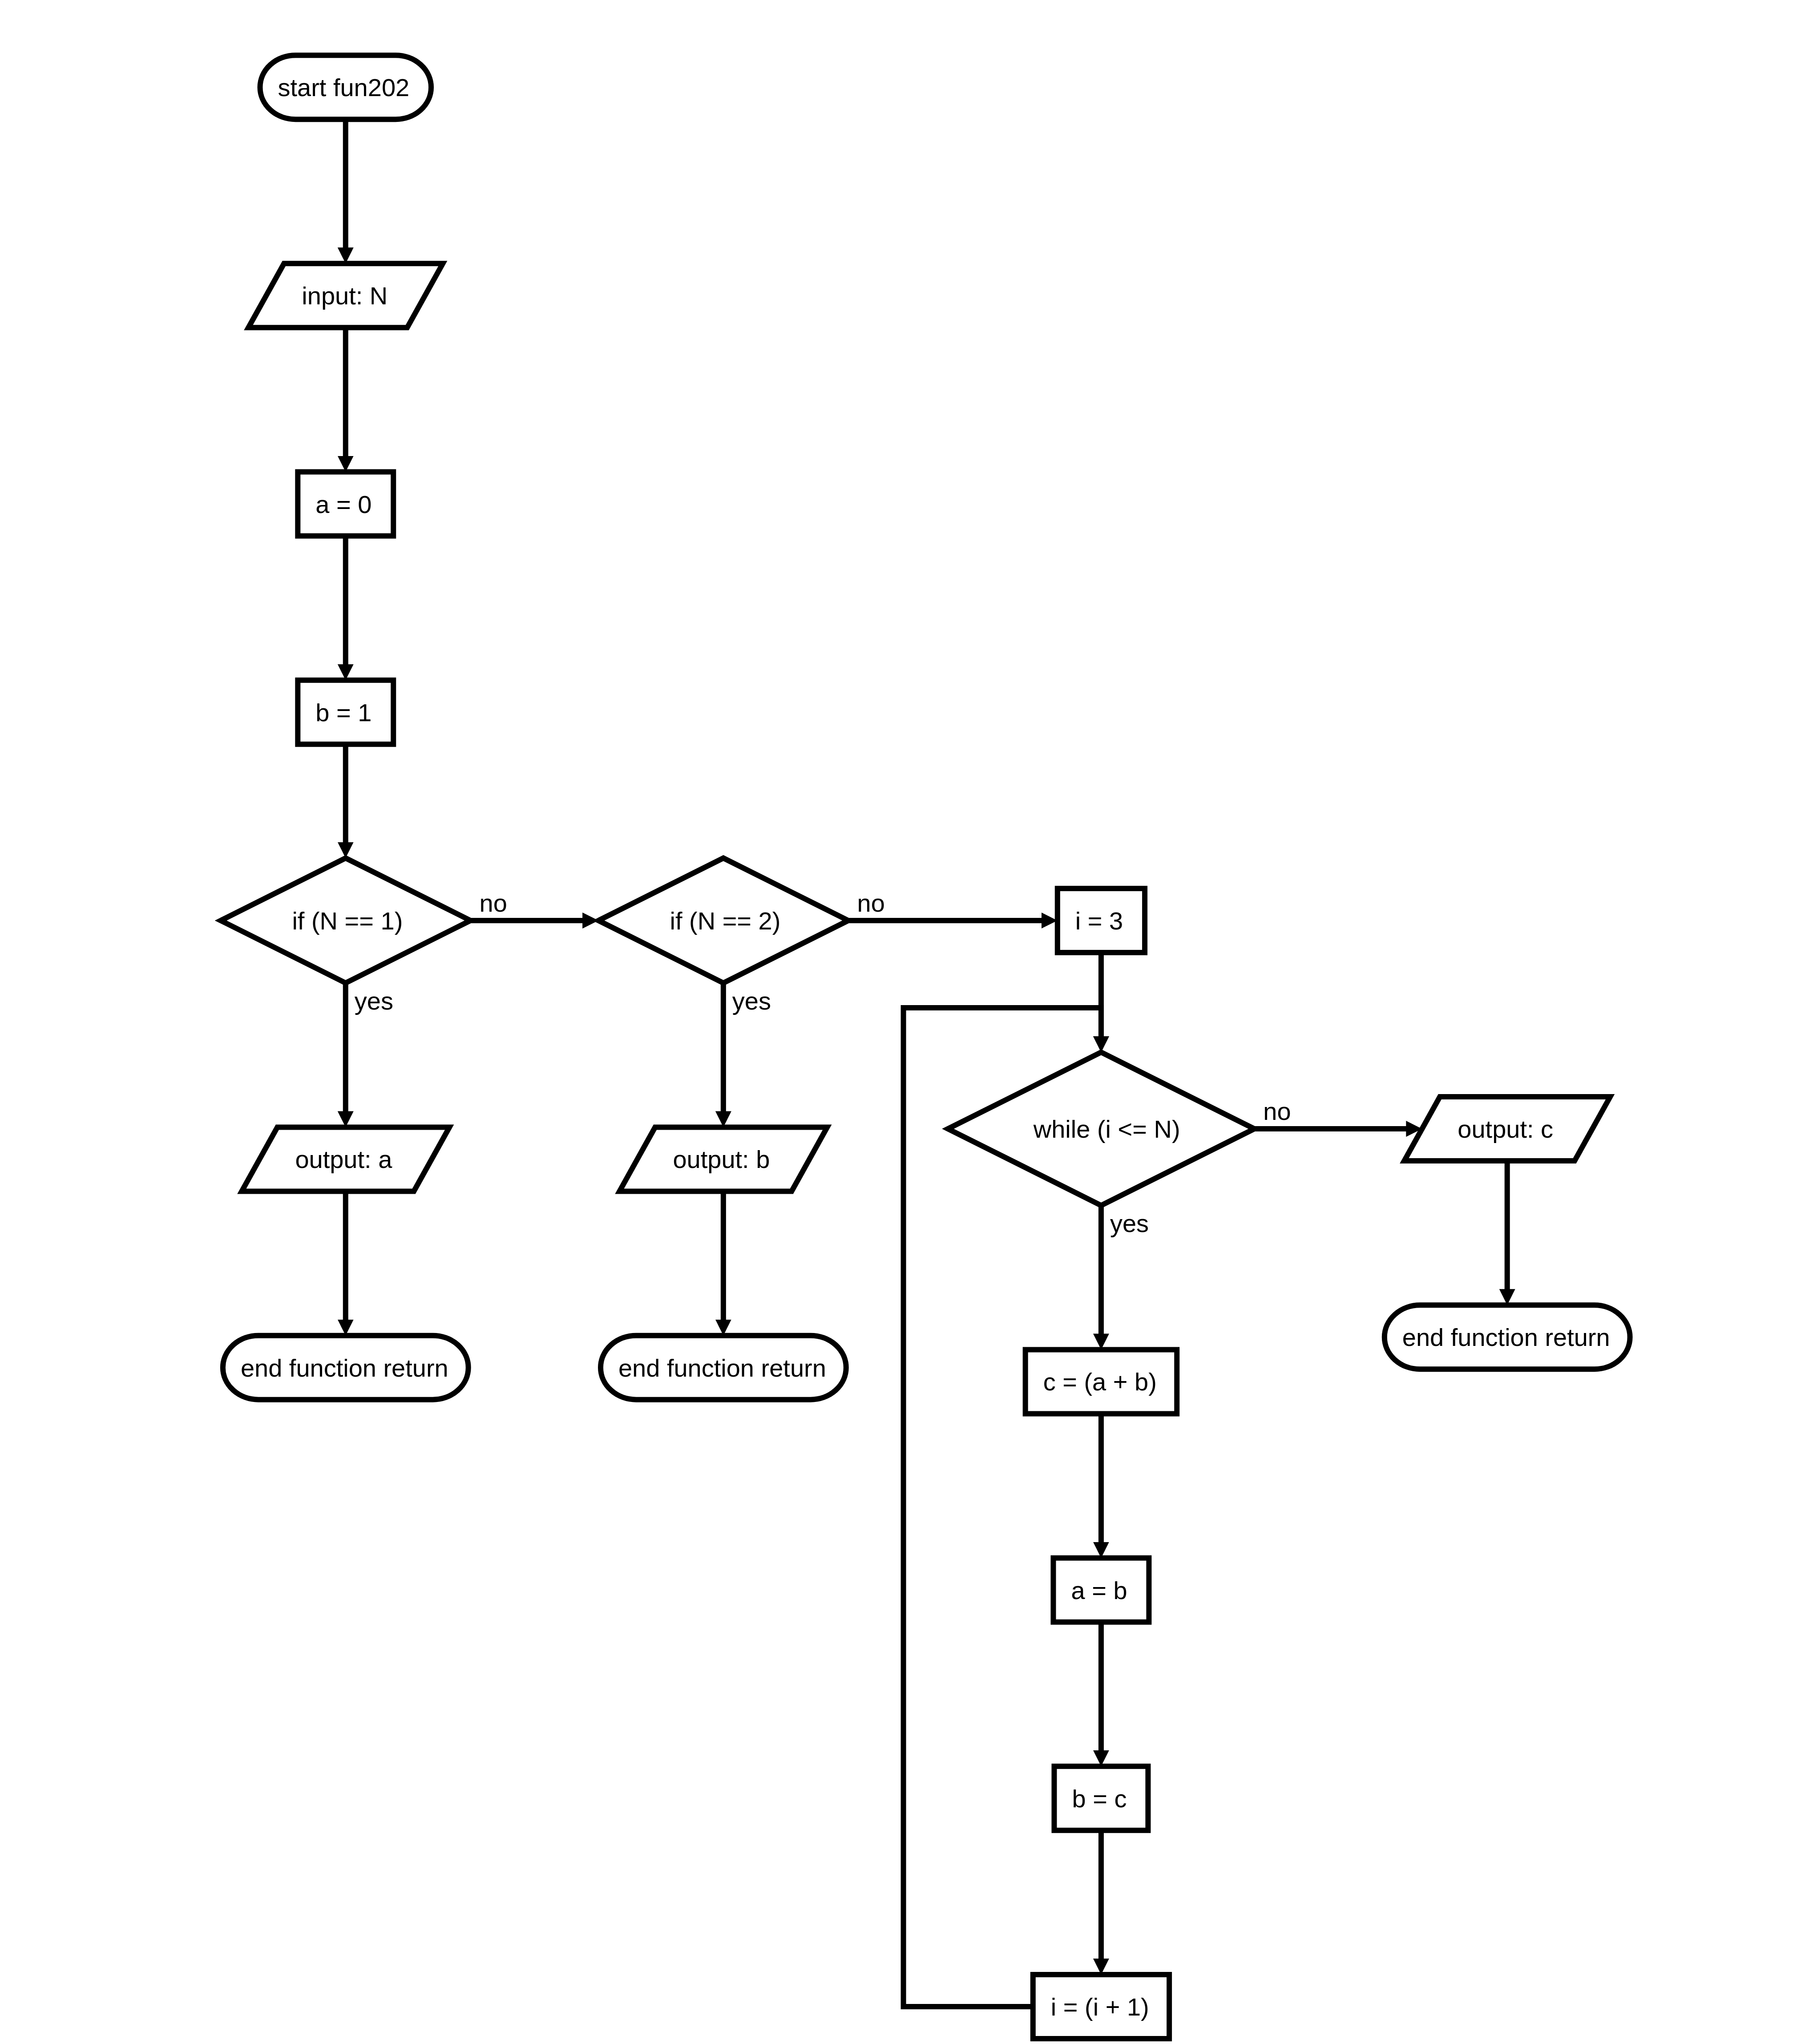 start fun202
input: N
a = 0
b = 1
if (N == 1)
no
if (N == 2)
no
i = 3
yes
yes
output: a
output: b
while (i <= N)
no
output: c
yes
end function return
end function return
end function return
c = (a + b)
a = b
b = c
i = (i + 1)